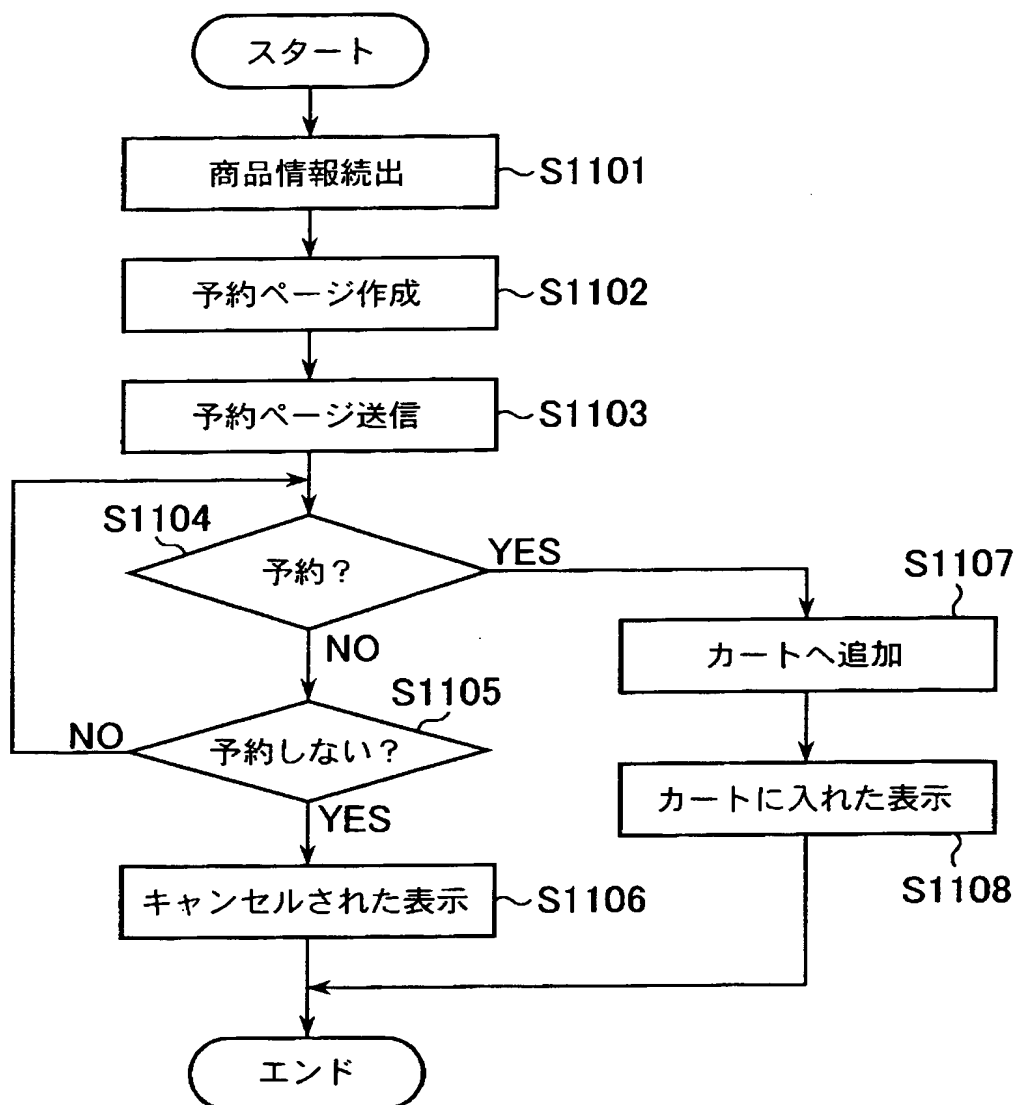 スタート
商品情報続出
S1101
予約ページ作成
S1102
予約ページ送信
S1103
S1104
予約？
YES
NO
S1105
予約しない？
NO
YES
キャンセルされた表示
S1106
S1107
カートへ追加
カートに入れた表示
S1108
エンド